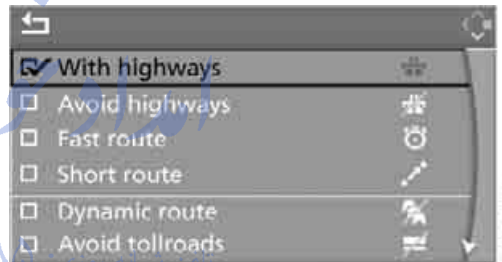 With highways
Avoid highways
Fast route
Short route
Dynamic route
Avoid tollroads